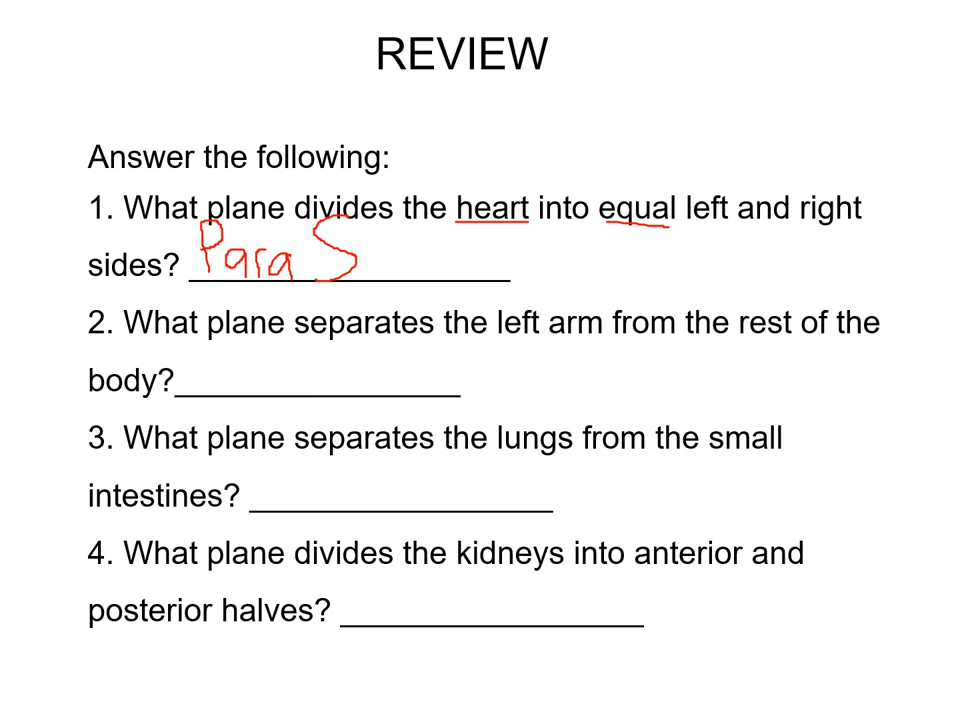 REVIEW
Answer the following:
1. What plane divides the heart into equal left and right
sides? Para S
2. What plane separates the left arm from the rest of the
body?________________
3. What plane separates the lungs from the small
intestines? _________________
4. What plane divides the kidneys into anterior and
posterior halves? _________________